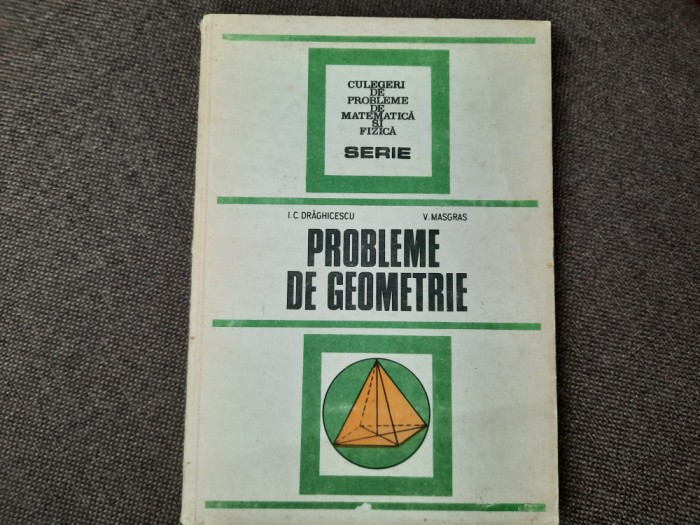 CULEGERI
DE
PROBLEME
DE
MATEMATICĂ
ȘI
FIZICĂ
SERIE
I.C. DRĂGHICESCU V. MASGRAS
PROBLEME
DE GEOMETRIE